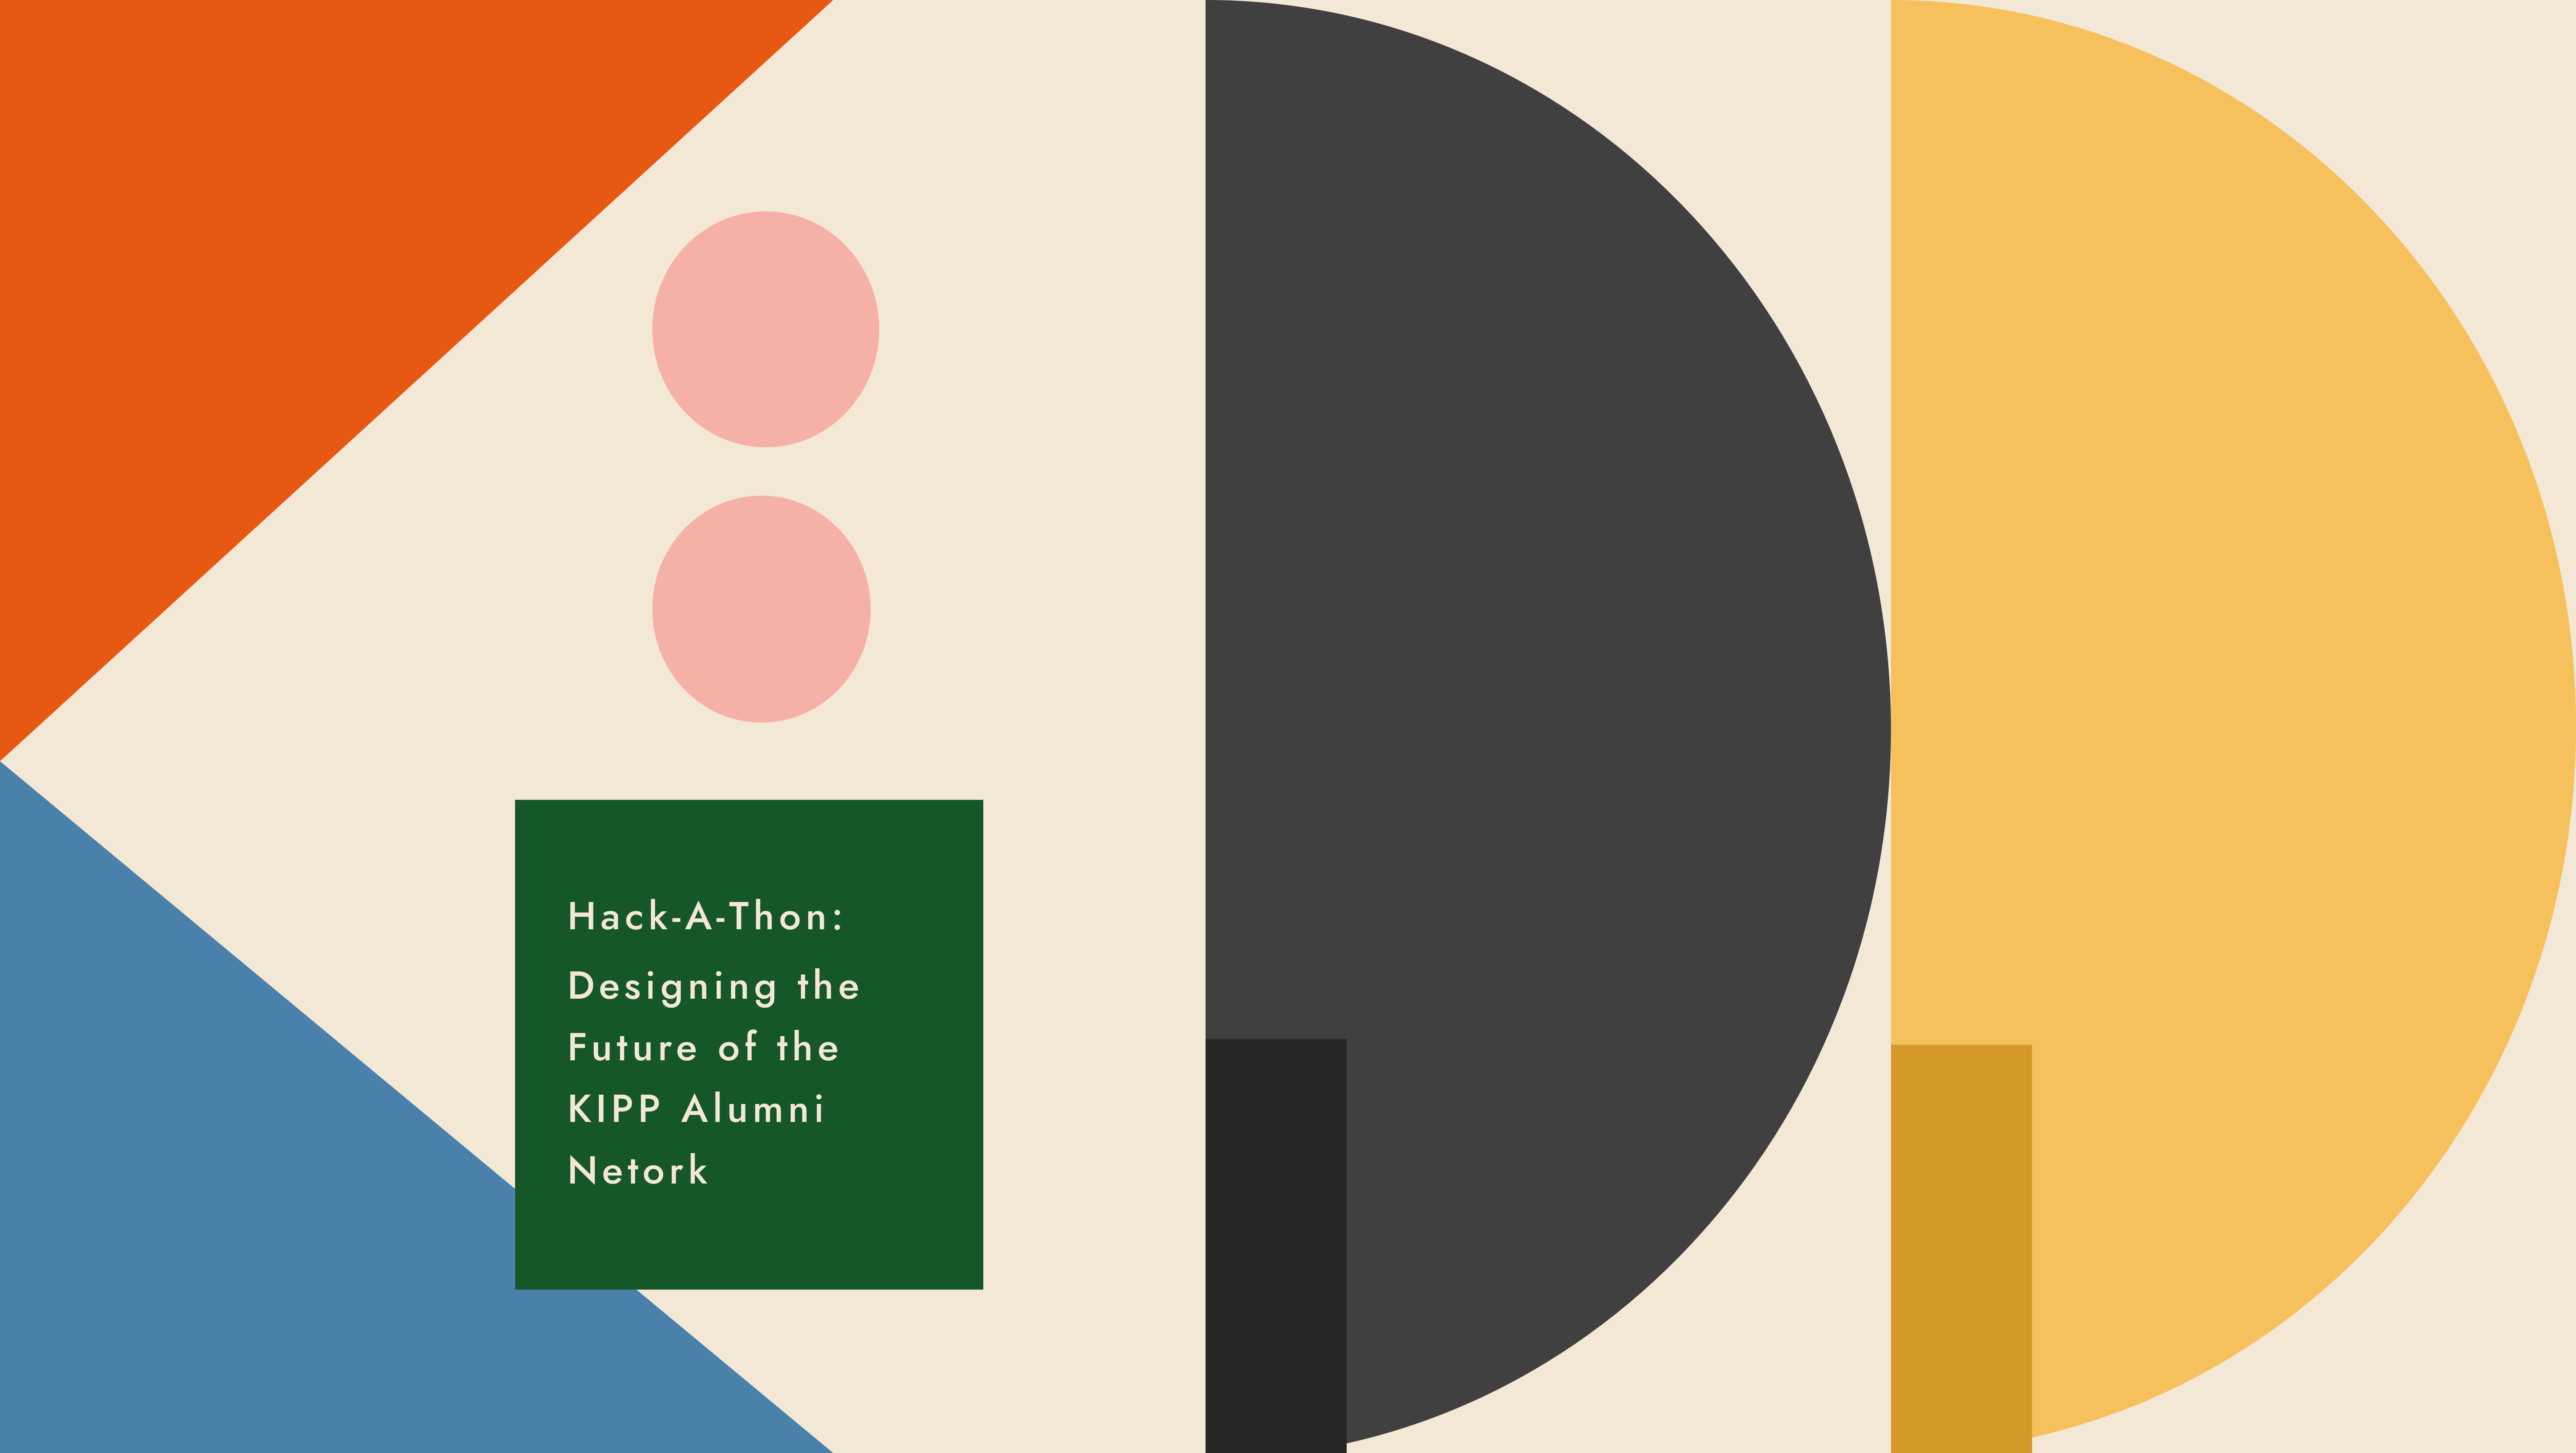 Hack-A-Thon:
Designing the
Future of the
KIPP Alumni
Netork